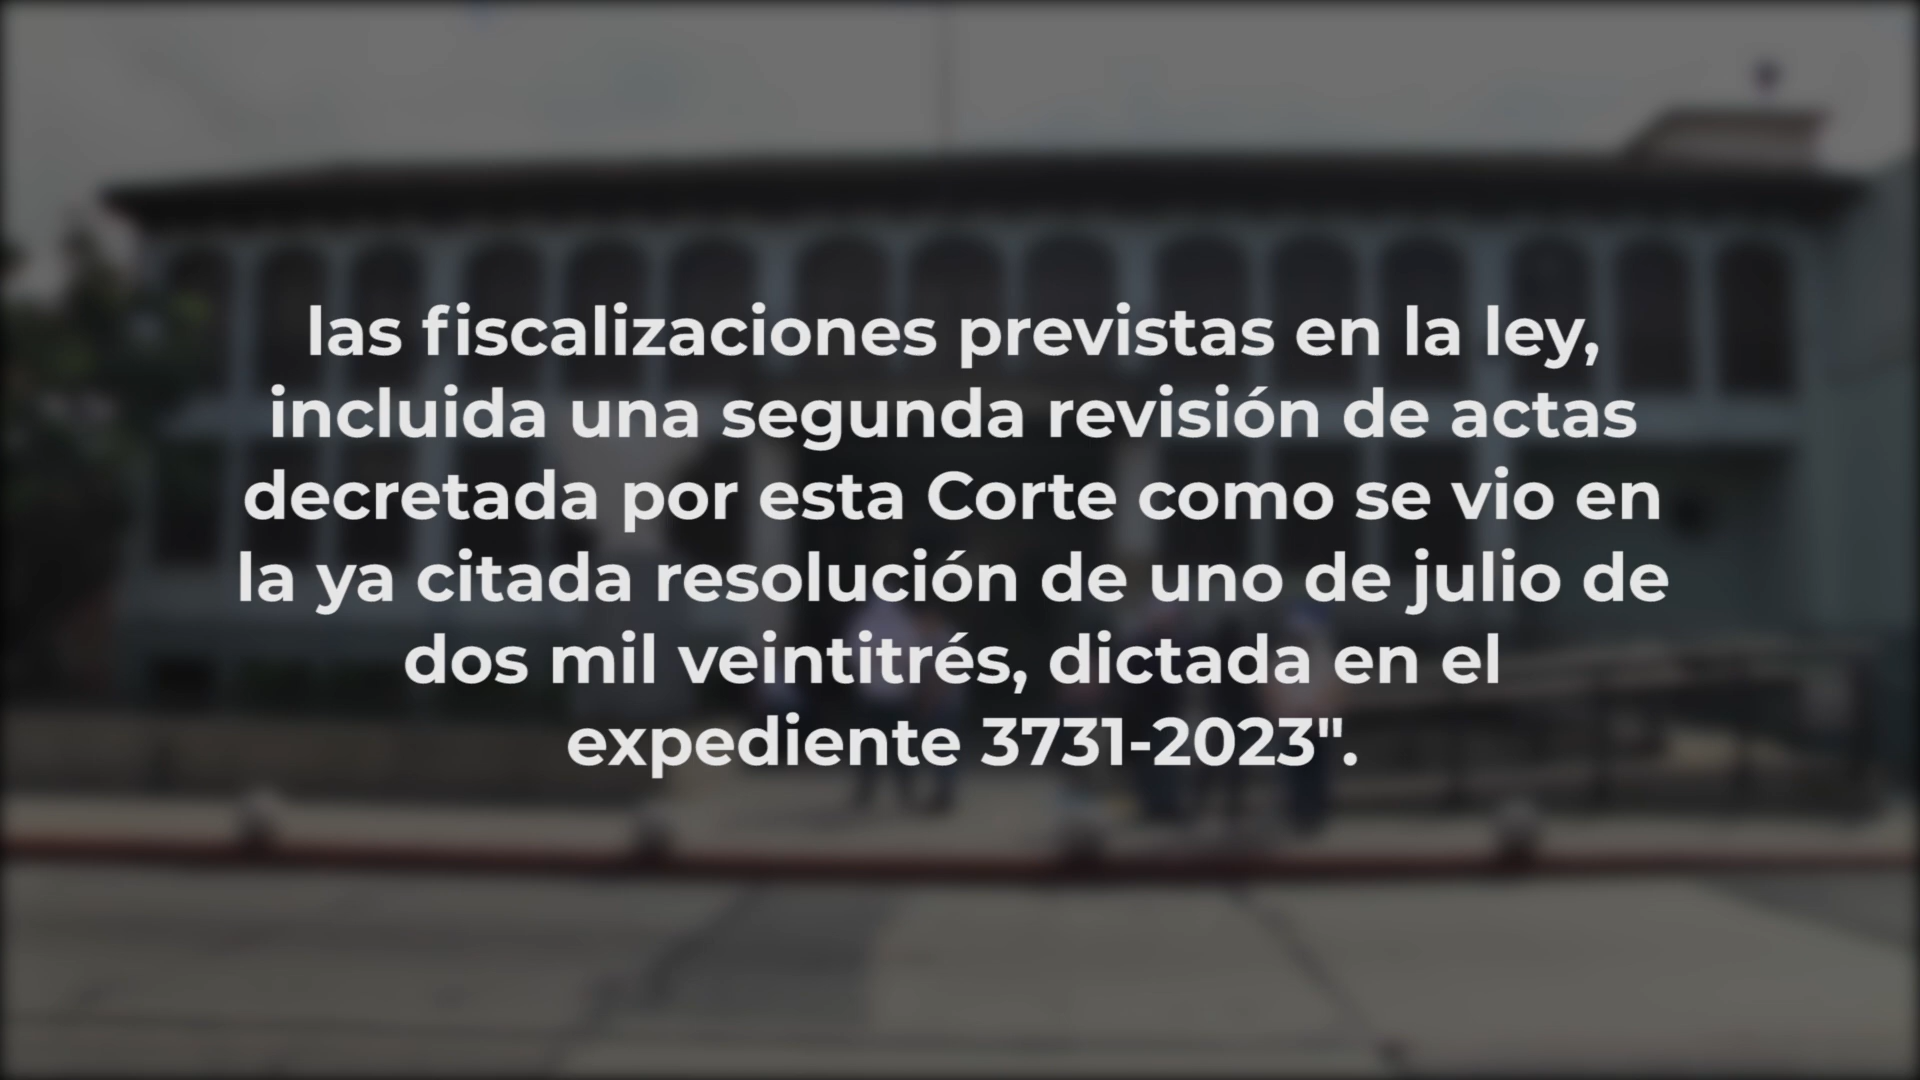 las fiscalizaciones previstas en la ley,
incluida una segunda revisión de actas
decretada por esta Corte como se vio en
la ya citada resolución de uno de julio de
dos mil veintitrés, dictada en el
expediente 3731-2023".